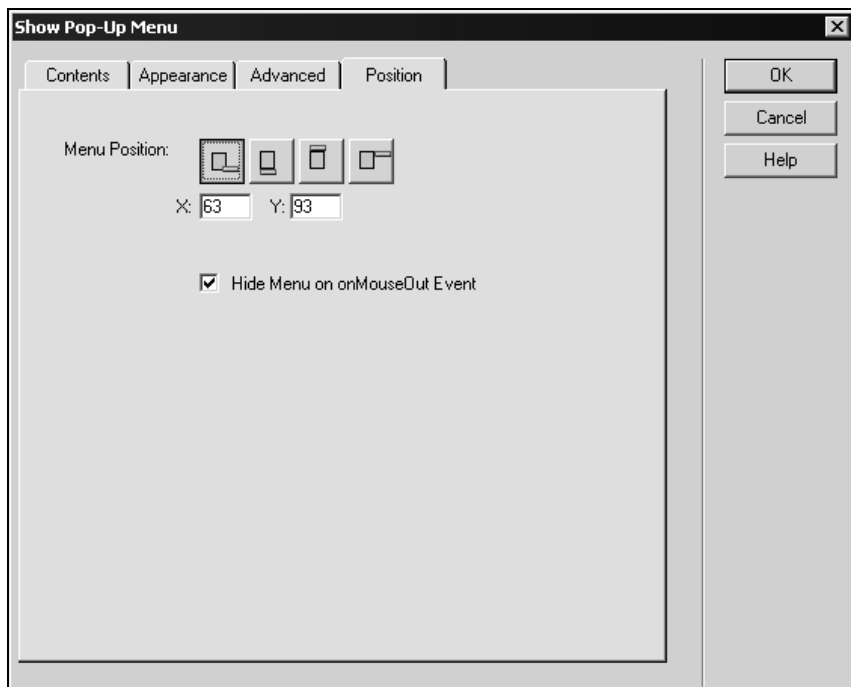 Show Pop-Up Menu
Contents Appearance Advanced Position
OK
Cancel
Help
Menu Position:
X: 63 Y: 93
Hide Menu on onMouseOut Event